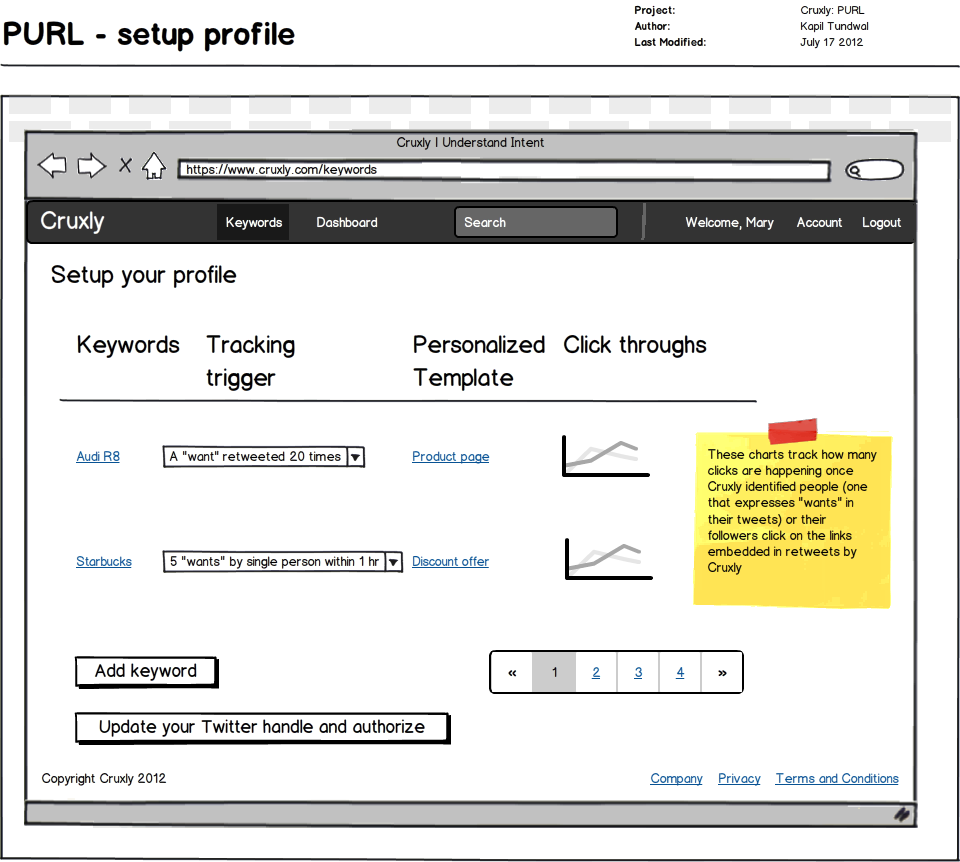 PURL - setup profile
Project: Cruxly: PURL
Author: Kapil Tundwal
Last Modified: July 17 2012
Cruxly | Understand Intent
X
https://www.cruxly.com/keywords
Cruxly Keywords Dashboard Search Welcome, Mary Account Logout
Setup your profile
Keywords Tracking trigger Personalized Template Click throughs
Audi R8 A "want" retweeted 20 times Product page
Starbucks 5 "wants" by single person within 1 hr Discount offer
These charts track how many
clicks are happening once
Cruxly identified people (one
that expresses "wants" in
their tweets) or their
followers click on the links
embedded in retweets by
Cruxly
Add keyword
« 1 2 3 4 »
Update your Twitter handle and authorize
Copyright Cruxly 2012 Company Privacy Terms and Conditions